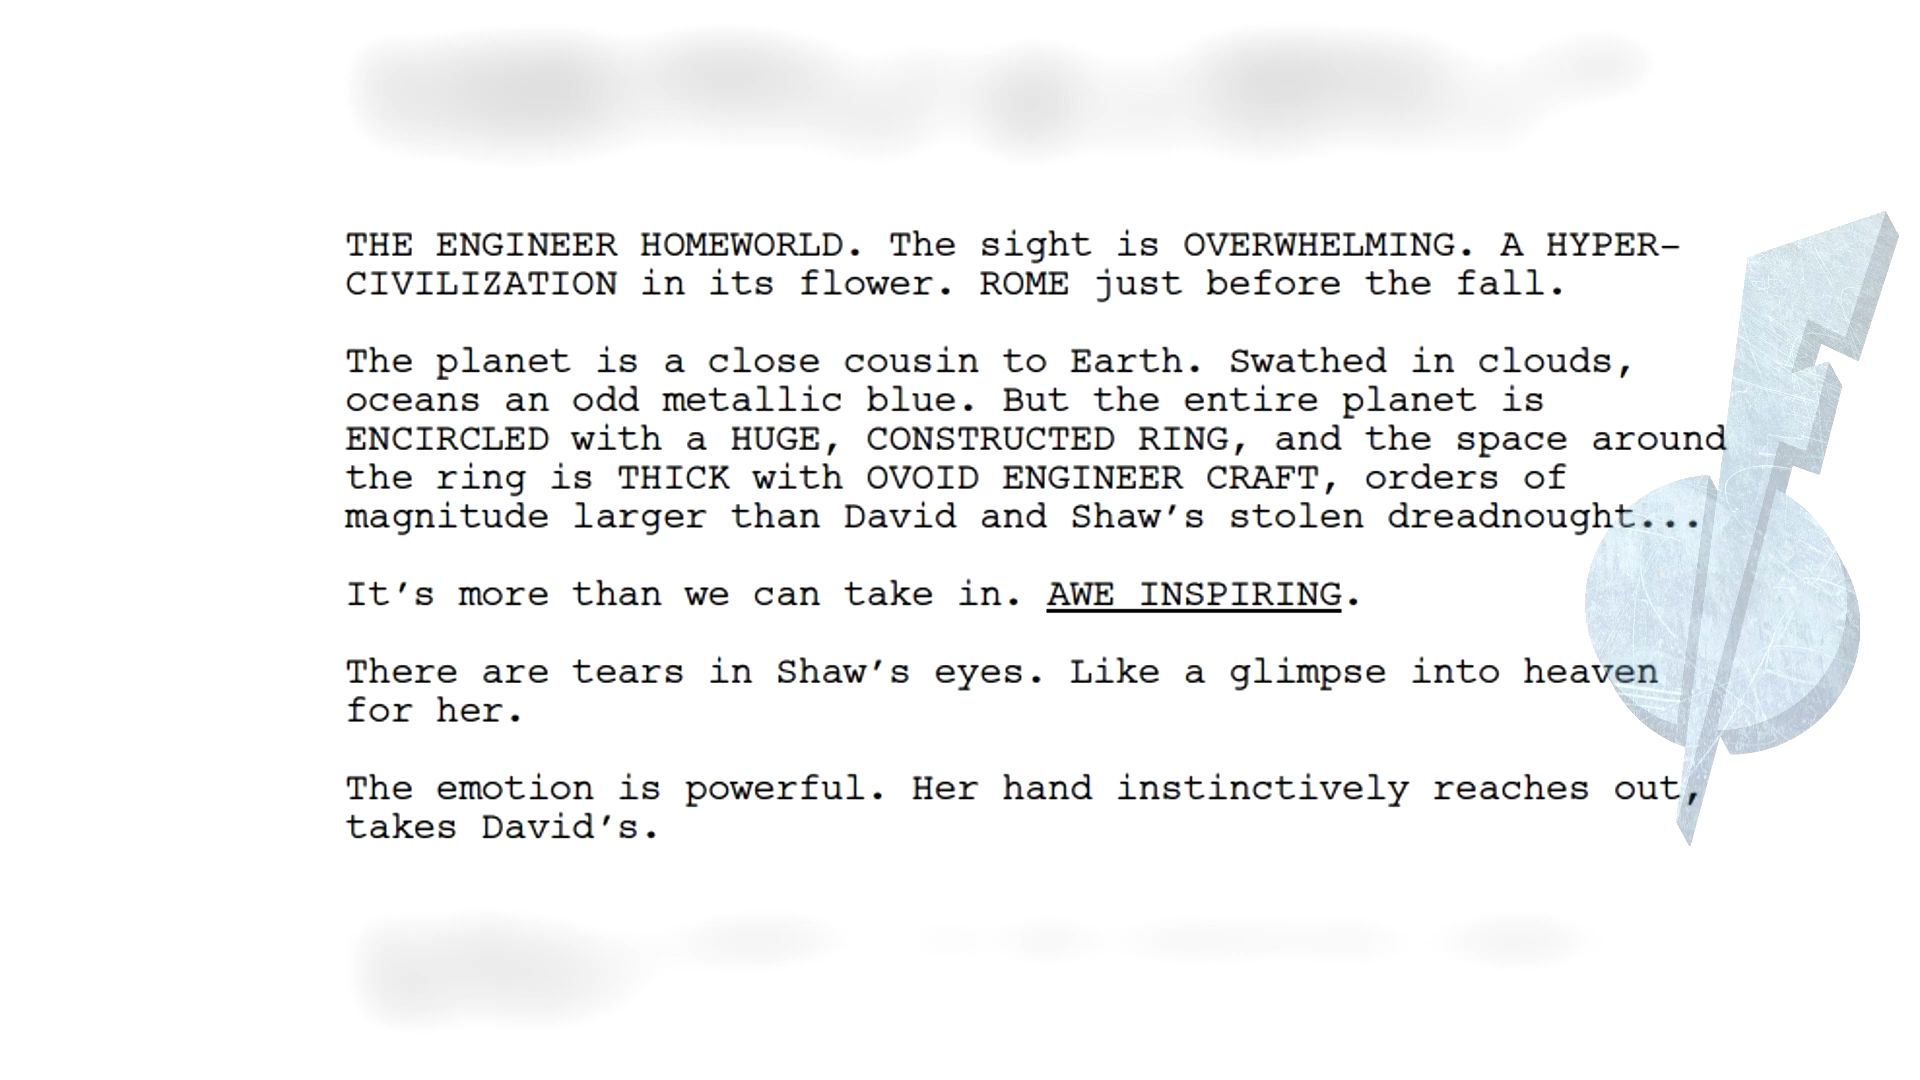 THE ENGINEER HOMEWORLD. The sight is OVERWHELMING. A HYPER-
CIVILIZATION in its flower. ROME just before the fall.
The planet is a close cousin to Earth. Swathed in clouds,
oceans an odd metallic blue. But the entire planet is
ENCIRCLED with a HUGE, CONSTRUCTED RING, and the space around
the ring is THICK with OVOID ENGINEER CRAFT, orders of
magnitude larger than David and Shaw's stolen dreadnought...
It's more than we can take in. AWE INSPIRING.
There are tears in Shaw's eyes. Like a glimpse into heaven
for her.
The emotion is powerful. Her hand instinctively reaches out,
takes David's.